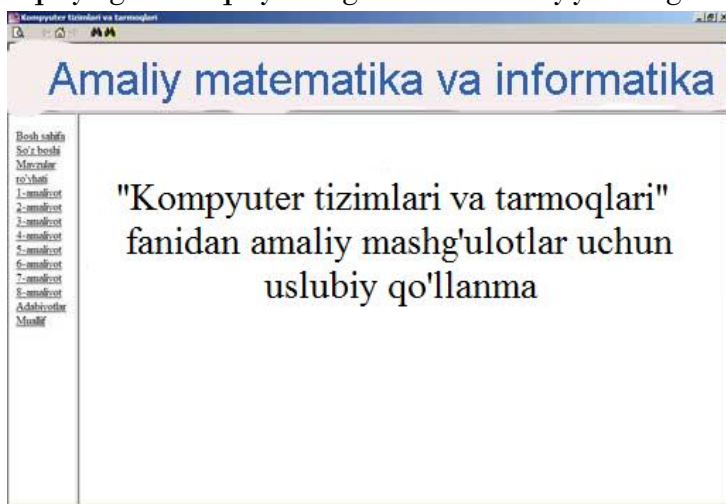 Kompyuter tizimlari va tarmoqlari
Amaliy matematika va informatika
Bosh sahifa
So'z boshi
Mavzular
ro'yhati
1-amaliyot
2-amaliyot
3-amaliyot
4-amaliyot
5-amaliyot
6-amaliyot
7-amaliyot
8-amaliyot
Adabiyotlar
Muallif
"Kompyuter tizimlari va tarmoqlari"
fanidan amaliy mashg'ulotlar uchun
uslubiy qo'llanma